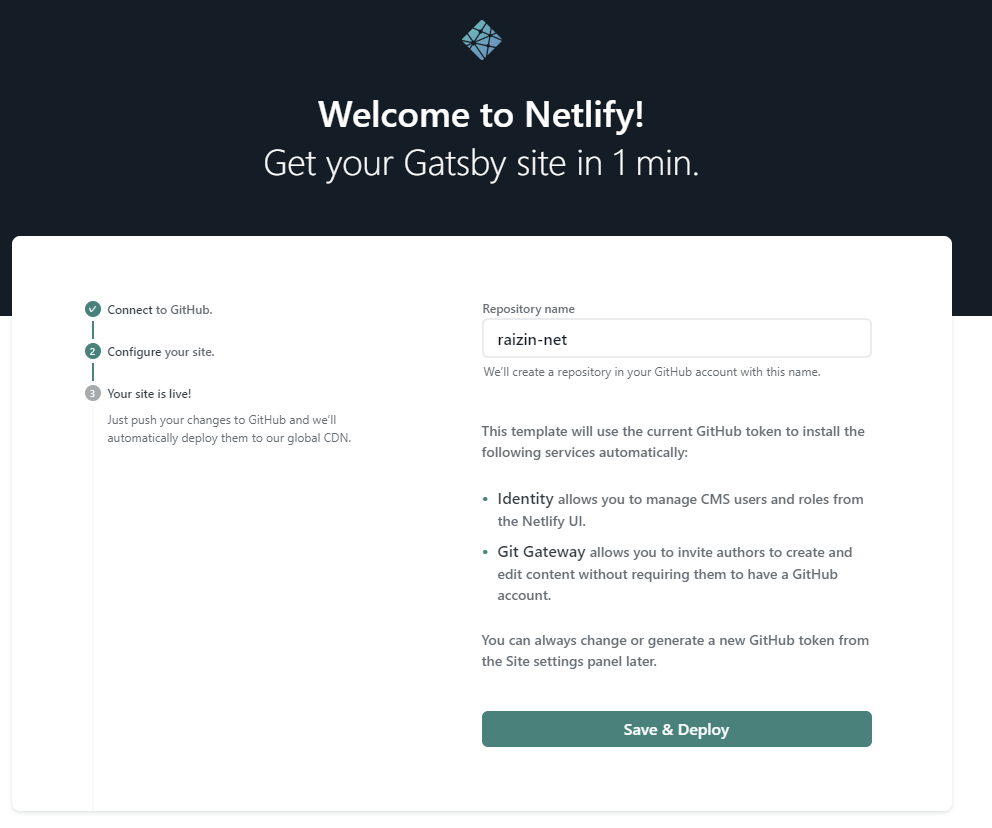 Welcome to Netlify!
Get your Gatsby site in 1 min.
Connect to GitHub.
2 Configure your site.
3 Your site is live!
Just push your changes to GitHub and we'll
automatically deploy them to our global CDN.
Repository name
raizin-net
We'll create a repository in your GitHub account with this name.
This template will use the current GitHub token to install the
following services automatically:
• Identity allows you to manage CMS users and roles from
the Netlify UI.
• Git Gateway allows you to invite authors to create and
edit content without requiring them to have a GitHub
account.
You can always change or generate a new GitHub token from
the Site settings panel later.
Save & Deploy